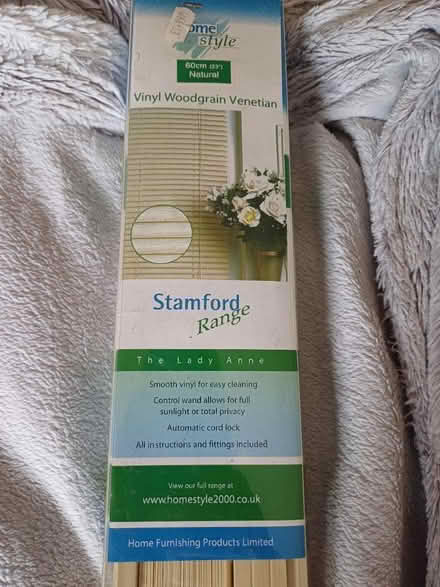 ome
style
60cm (23")
Natural
Vinyl Woodgrain Venetian
Stamford
Range
The Lady Anne
Smooth vinyl for easy cleaning
Control wand allows for full
sunlight or total privacy
Automatic cord lock
All instructions and fittings included
View our full range at
www.homestyle2000.co.uk
Home Furnishing Products Limited